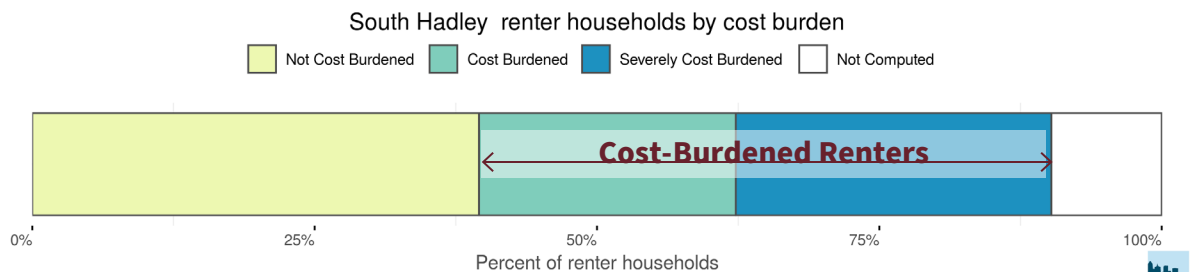 South Hadley  renter households by cost burden
Not Cost Burdened Cost Burdened Severely Cost Burdened Not Computed
Cost-Burdened Renters
0% 25% 50% 75% 100%
Percent of renter households